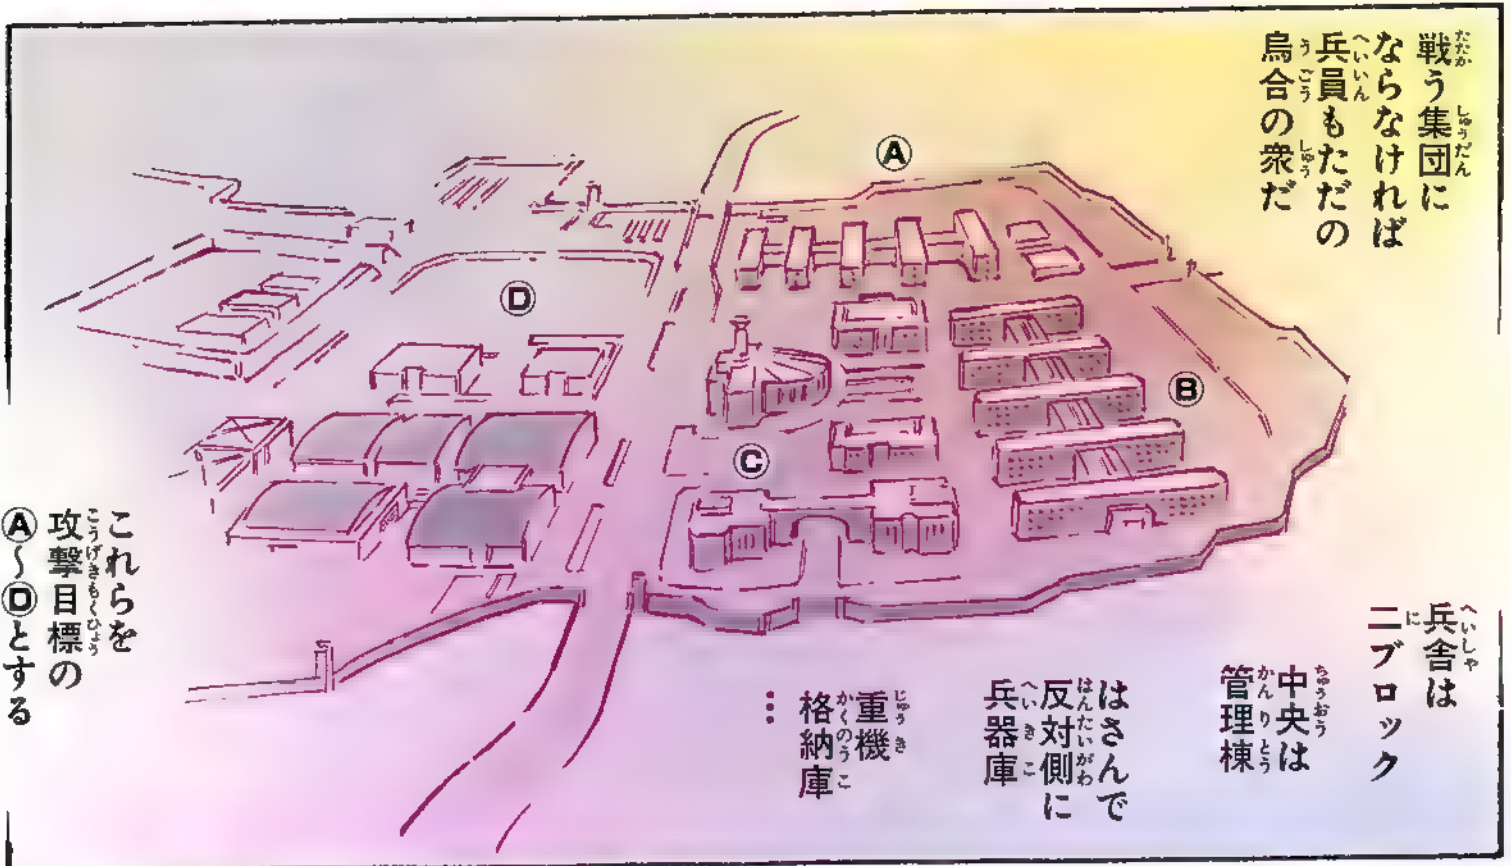 戦う集団に
ならなければ
兵員もただの
烏合の衆だ
兵舎は
二ブロック
中央は
管理棟
はさんで
反対側に
兵器庫
重機
格納庫
…
Ⓐ
Ⓑ
Ⓒ
Ⓓ
これらを
攻撃目標の
Ⓐ〜Ⓓとする